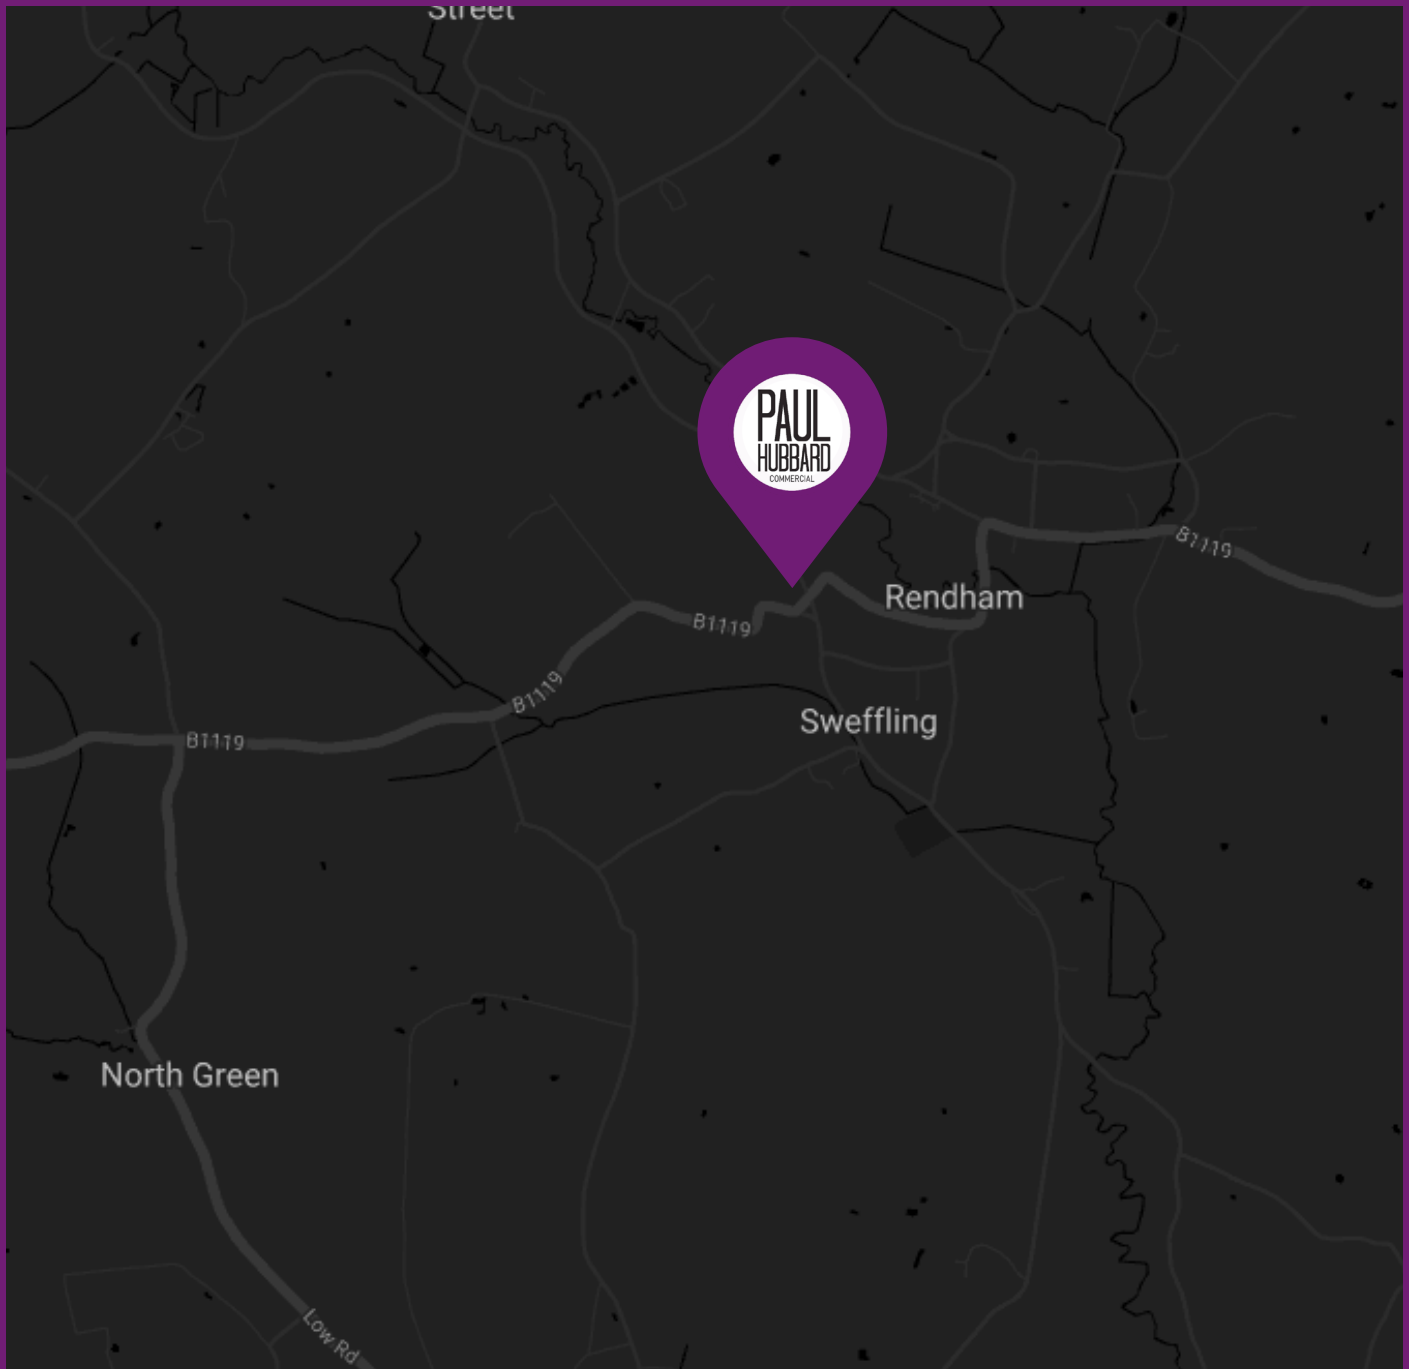 Street
PAUL
HUBBARD
COMMERCIAL
B1119
Rendham
B1119
B1119
Sweffling
B1119
North Green
Low Rd